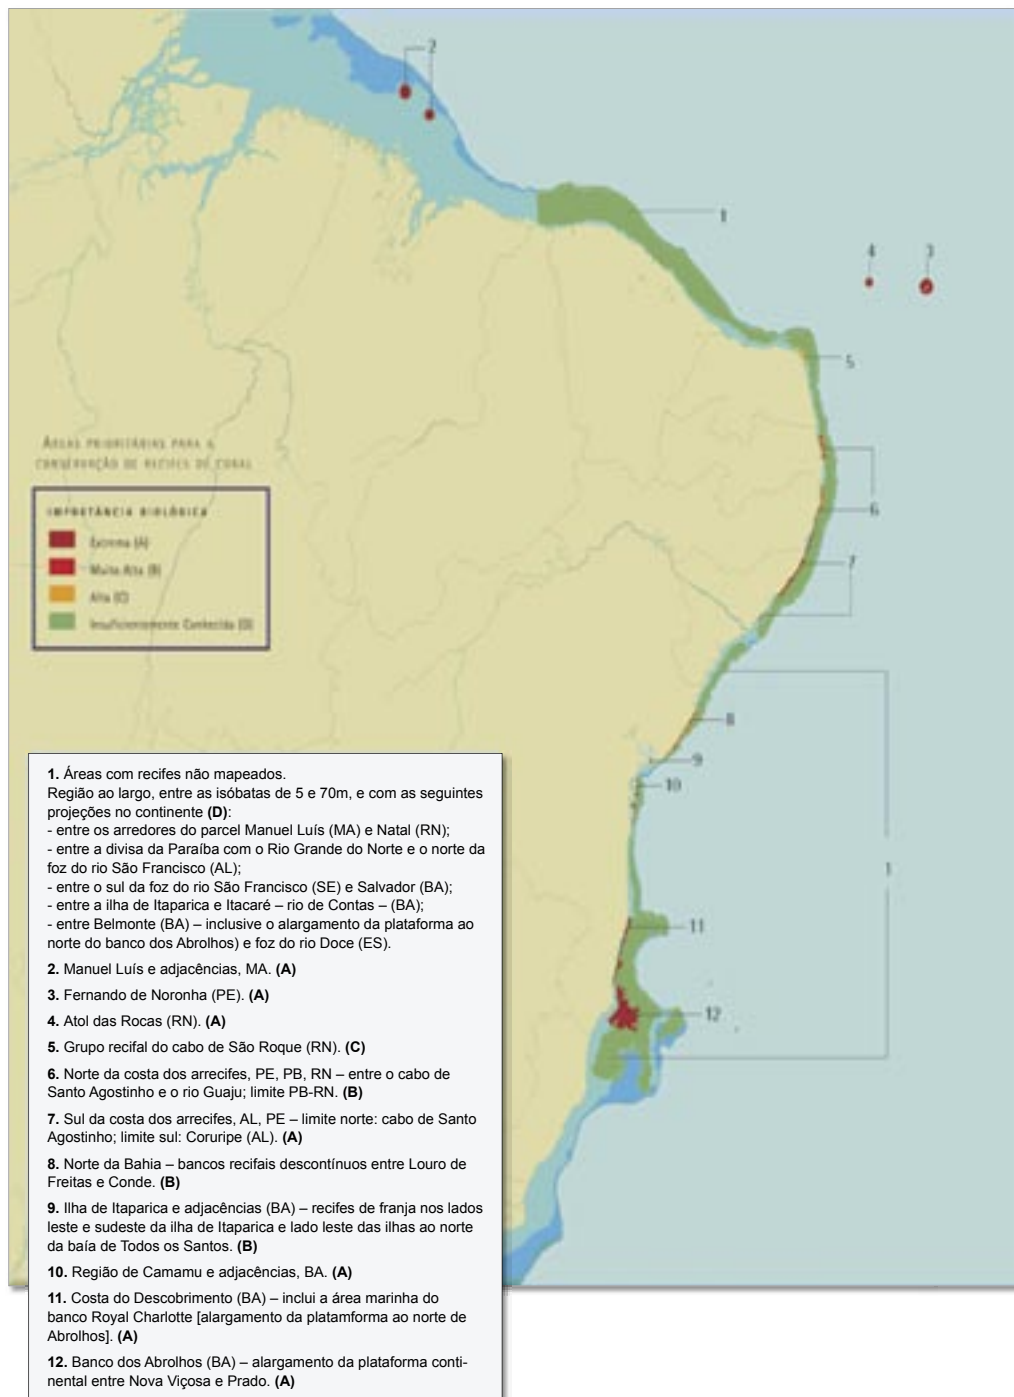 2
1
4
3
5
6
7
8
9
10
1
11
12
ÁREAS PRIORITÁRIAS PARA A
CONSERVAÇÃO DE RECIFES DE CORAL
IMPORTÂNCIA BIOLÓGICA
Extrema (A)
Muito Alta (B)
Alta (C)
Insuficientemente Conhecida (D)
1. Áreas com recifes não mapeados.
Região ao largo, entre as isóbatas de 5 e 70m, e com as seguintes
projeções no continente (D):
- entre os arredores do parcel Manuel Luís (MA) e Natal (RN);
- entre a divisa da Paraíba com o Rio Grande do Norte e o norte da
foz do rio São Francisco (AL);
- entre o sul da foz do rio São Francisco (SE) e Salvador (BA);
- entre a ilha de Itaparica e Itacaré – rio de Contas – (BA);
- entre Belmonte (BA) – inclusive o alargamento da plataforma ao
norte do banco dos Abrolhos) e foz do rio Doce (ES).
2. Manuel Luís e adjacências, MA. (A)
3. Fernando de Noronha (PE). (A)
4. Atol das Rocas (RN). (A)
5. Grupo recifal do cabo de São Roque (RN). (C)
6. Norte da costa dos arrecifes, PE, PB, RN – entre o cabo de
Santo Agostinho e o rio Guaju; limite PB-RN. (B)
7. Sul da costa dos arrecifes, AL, PE – limite norte: cabo de Santo
Agostinho; limite sul: Coruripe (AL). (A)
8. Norte da Bahia – bancos recifais descontínuos entre Louro de
Freitas e Conde. (B)
9. Ilha de Itaparica e adjacências (BA) – recifes de franja nos lados
leste e sudeste da ilha de Itaparica e lado leste das ilhas ao norte
da baía de Todos os Santos. (B)
10. Região de Camamu e adjacências, BA. (A)
11. Costa do Descobrimento (BA) – inclui a área marinha do
banco Royal Charlotte [alargamento da platamforma ao norte de
Abrolhos]. (A)
12. Banco dos Abrolhos (BA) – alargamento da plataforma conti-
nental entre Nova Viçosa e Prado. (A)